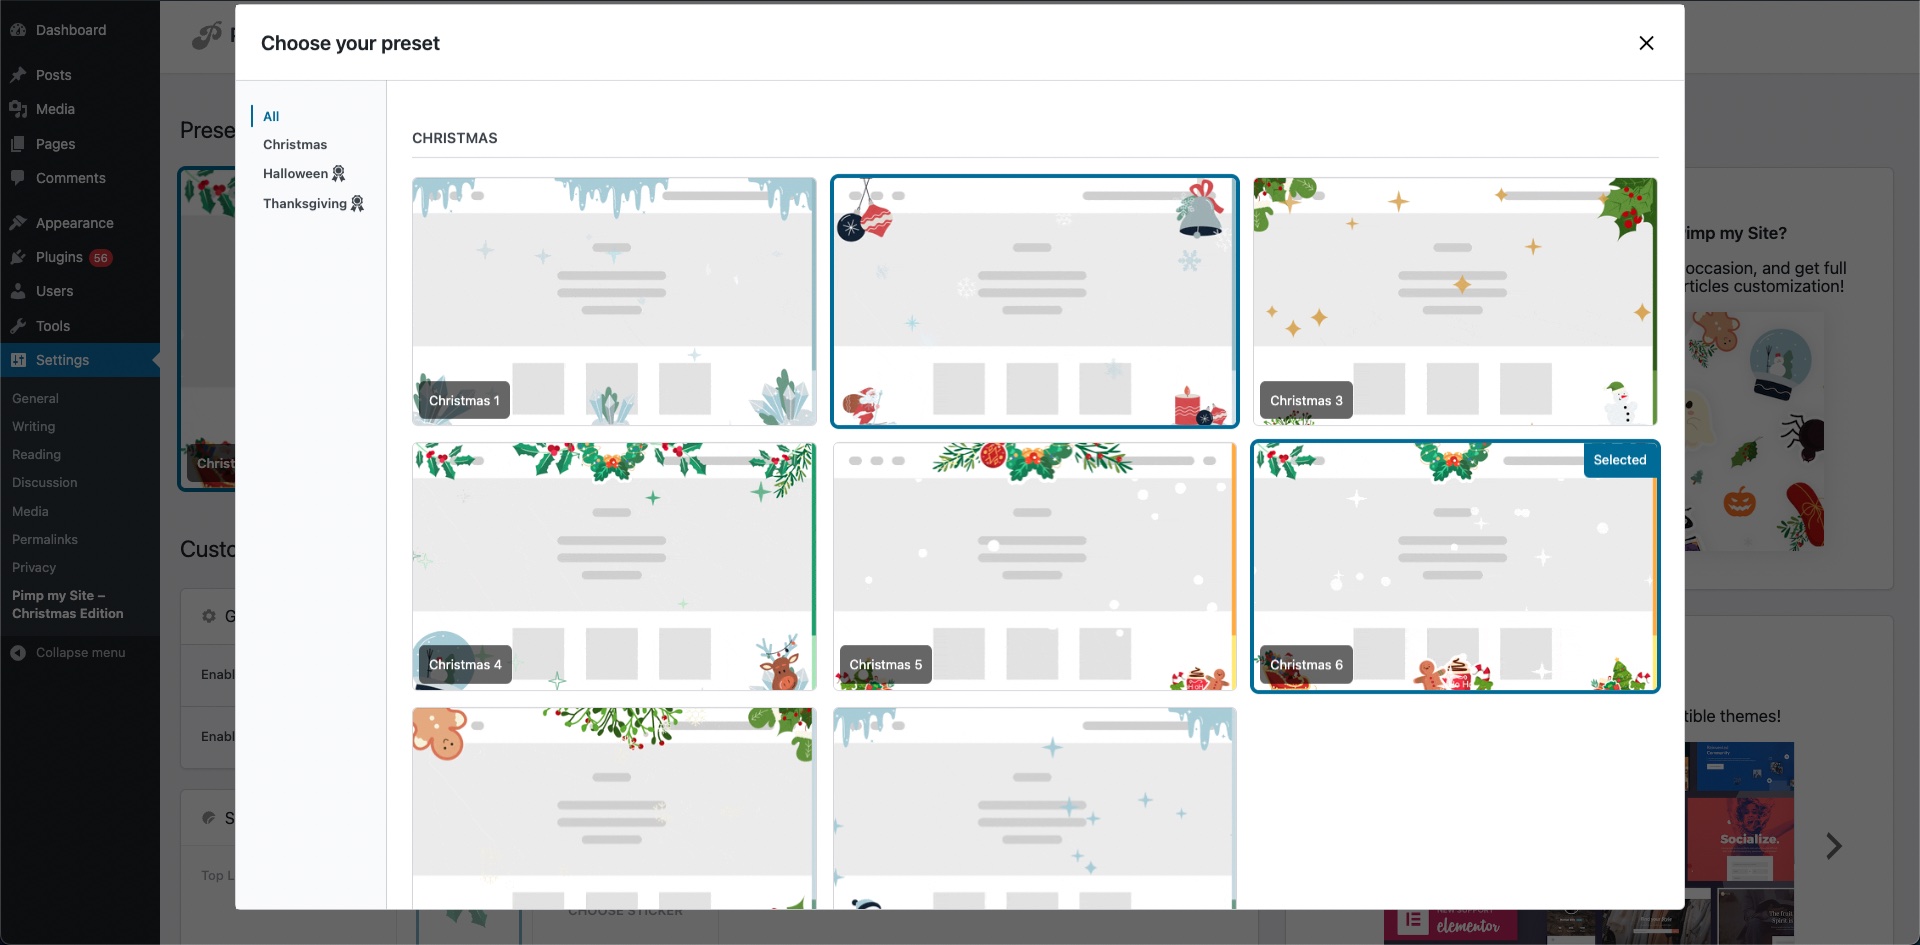 Dashboard
Posts
Media
Pages
Comments
Appearance
Plugins 56
Users
Tools
Settings
General
Writing
Reading
Discussion
Media
Permalinks
Privacy
Pimp my Site –
Christmas Edition
Collapse menu
Prese
Christ
Custo
G
Enabl
Enabl
S
Top L
Choose your preset
All
Christmas
Halloween
Thanksgiving
CHRISTMAS
Christmas 1
Christmas 3
Christmas 4
Christmas 5
Selected
Christmas 6
CHOOSE STICKER
imp my Site?
occasion, and get full
rticles customization!
tible themes!
Socialize.
elementor